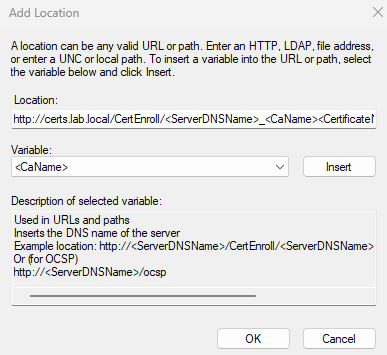 Add Location
A location can be any valid URL or path. Enter an HTTP, LDAP, file address,
or enter a UNC or local path. To insert a variable into the URL or path, select
the variable below and click Insert.
Location:
http://certs.lab.local/CertEnroll/<ServerDNSName>_<CaName><CertificateN
Variable:
<CaName>
Insert
Description of selected variable:
Used in URLs and paths
Inserts the DNS name of the server
Example location: http://<ServerDNSName>/CertEnroll/<ServerDNSName>
Or (for OCSP)
http://<ServerDNSName>/ocsp
OK
Cancel